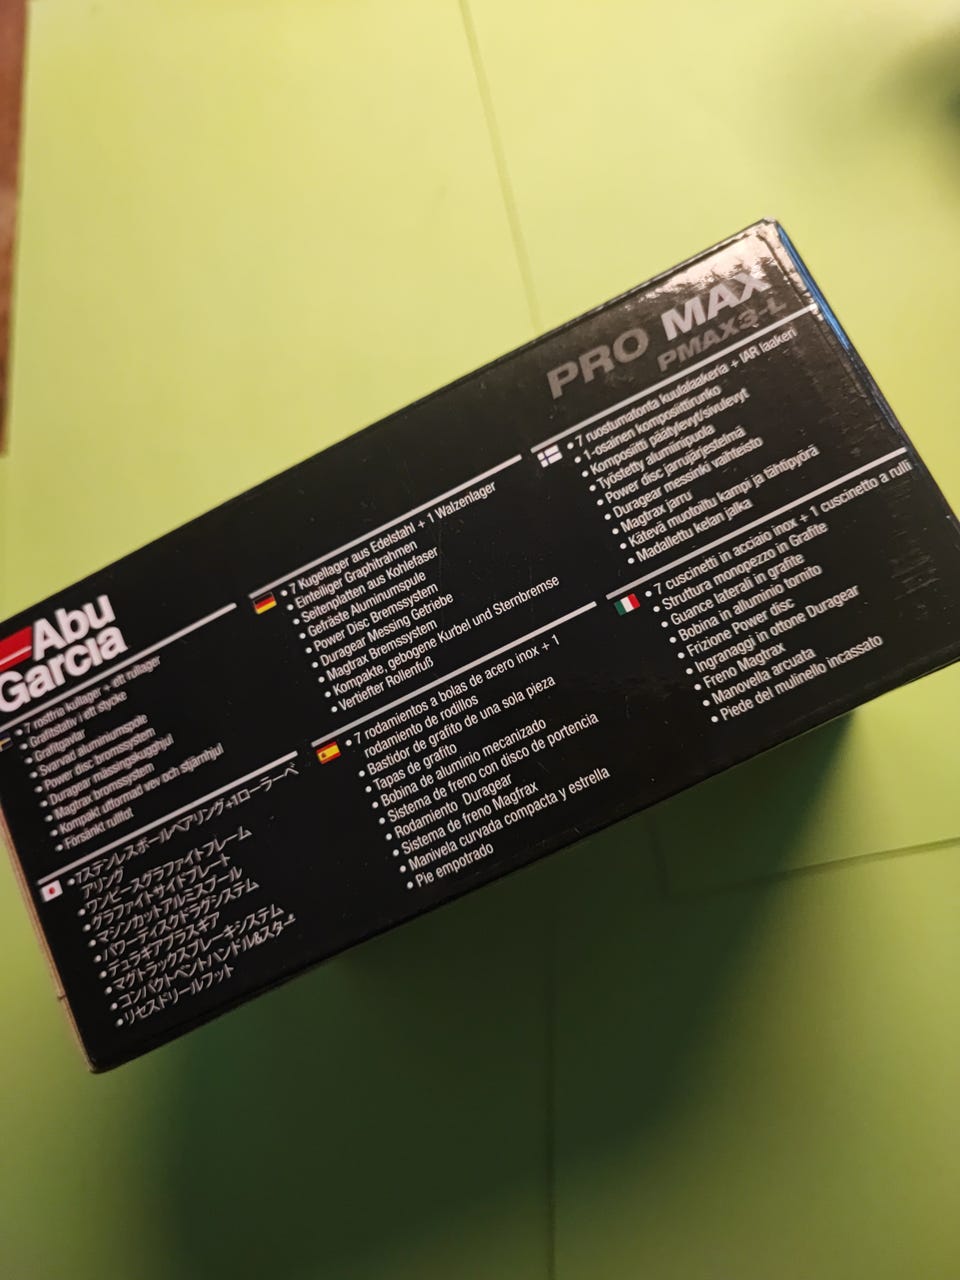 Abu
Garcia
PRO MAX
PMAX3-L
• 7 rostfria kullager + ett rullager
• Grafitstativ i ett stycke
• Grafitgavlar
• Svarvad aluminiumspole
• Power disc bromssystem
• Duragear mässingskugghjul
• Magtrax bromssystem
• Kompakt utformad vev och stjärnhjul
• Försänkt rullfot
• 7ステンレスボールベアリング+1ローラーベ
アリング
• ワンピースグラファイトフレーム
• グラファイトサイドプレート
• マシンカットアルミスプール
• パワーディスクドラグシステム
• デュラギアブラスギア
• マグトラックスブレーキシステム
• コンパクトベントハンドル&スター
• リセスドリールフット
• 7 Kugellager aus Edelstahl + 1 Walzenlager
• Einteiliger Graphitrahmen
• Seitenplatten aus Kohlefaser
• Gefräste Aluminumspule
• Power Disc Bremssystem
• Duragear Messing Getriebe
• Magtrax Bremssystem
• Kompakte, gebogene Kurbel und Sternbremse
• Vertiefter Rollenfuß
• 7 rodamientos a bolas de acero inox + 1
rodamiento de rodillos
• Bastidor de grafito de una sola pieza
• Tapas de grafito
• Bobina de aluminio mecanizado
• Sistema de freno con disco de portencia
• Rodamiento Duragear
• Sistema de freno Magfrax
• Manivela curvada compacta y estrella
• Pie empotrado
• 7 ruostumatonta kuulalaakeria + IAR laakeri
• 1-osainen komposiittirunko
• Komposiitti päätylevyt/sivulevyt
• Työstetty alumiinipuola
• Power disc jarrujärjestelmä
• Duragear messinki vaihteisto
• Magtrax jarru
• Kätevä muotoiltu kampi ja tähtipyörä
• Madallettu kelan jalka
• 7 cuscinetti in acciaio inox + 1 cuscinetto a rulli
• Struttura monopezzo in Grafite
• Guance laterali in grafite
• Bobina in alluminio tornito
• Frizione Power disc
• Ingranaggi in ottone Duragear
• Freno Magfrax
• Manovella arcuata
• Piede del mulinello incassato